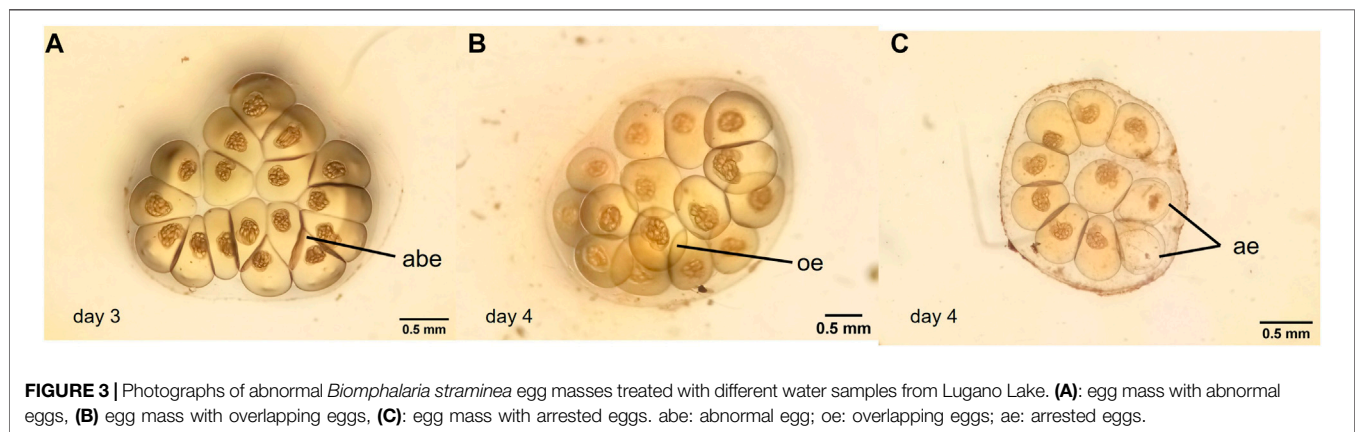 A
B
C
abe
oe
ae
day 3
0.5 mm
day 4
0.5 mm
day 4
0.5 mm
FIGURE 3 | Photographs of abnormal Biomphalaria straminea egg masses treated with different water samples from Lugano Lake. (A): egg mass with abnormal
eggs, (B) egg mass with overlapping eggs, (C): egg mass with arrested eggs. abe: abnormal egg; oe: overlapping eggs; ae: arrested eggs.